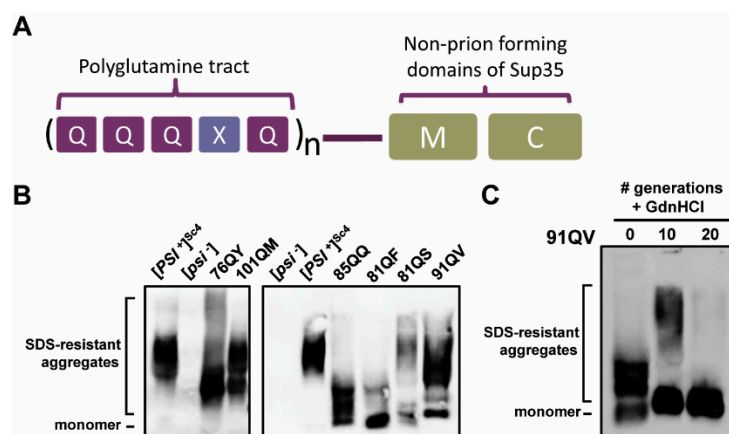 A
Polyglutamine tract
Non-prion forming
domains of Sup35
( Q Q Q X Q )n M C
B
[PSI +]Sc4
[psi -]
76QY
101QM
[psi -]
[PSI +]Sc4
85QQ
81QF
81QS
91QV
SDS-resistant
aggregates
monomer
C
# generations
+ GdnHCl
91QV 0 10 20
SDS-resistant
aggregates
monomer